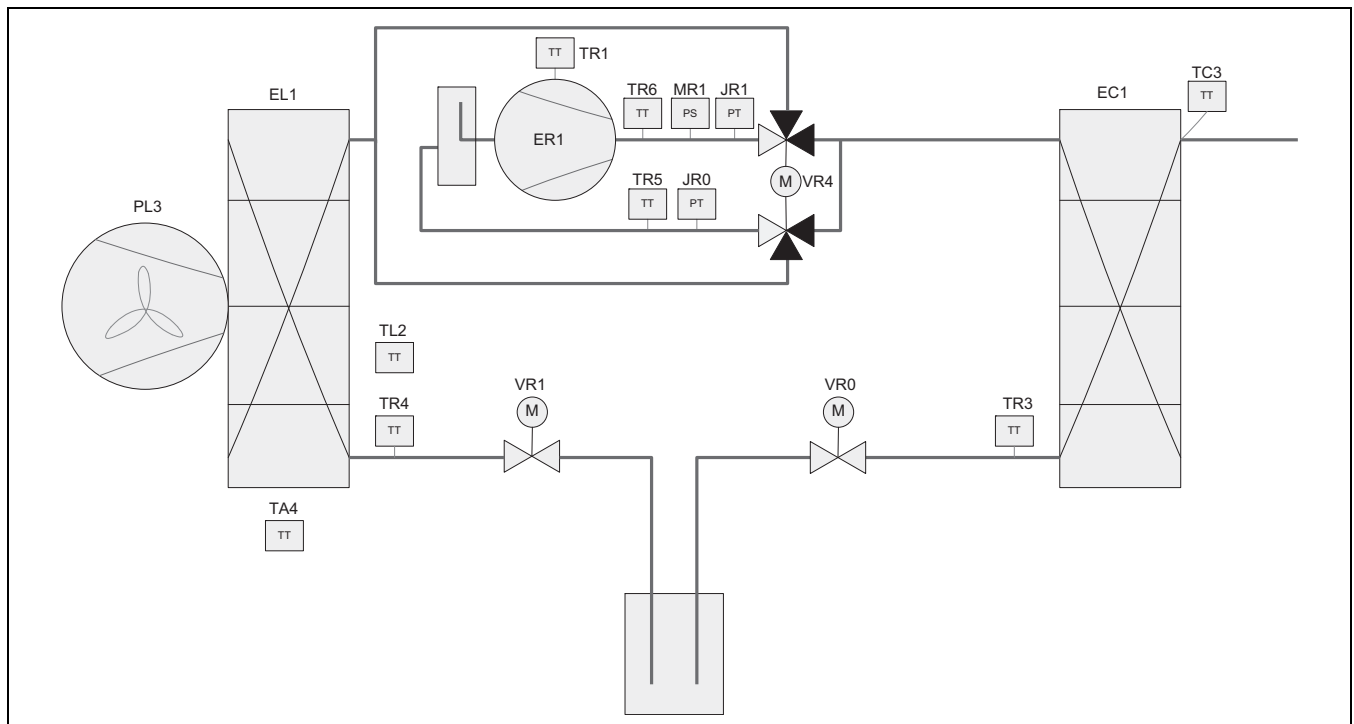 TT TR1
TC3
EL1
TR6 MR1 JR1
EC1
TT
TT PS PT
ER1
TR5 JR0
M VR4
PL3
TT PT
TL2
TT
VR1 VR0
TR4 TR3
M M
TT TT
TA4
TT